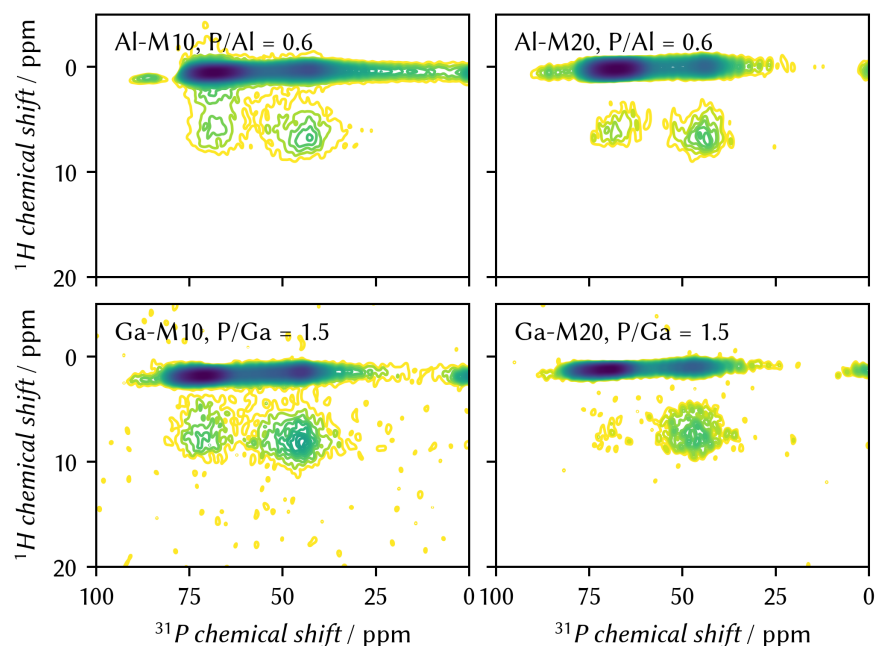 Al-M10, P/Al = 0.6
Al-M20, P/Al = 0.6
0
10
20
¹H chemical shift / ppm
Ga-M10, P/Ga = 1.5
Ga-M20, P/Ga = 1.5
0
10
20
¹H chemical shift / ppm
100 75 50 25 0
100 75 50 25 0
³¹P chemical shift / ppm
³¹P chemical shift / ppm